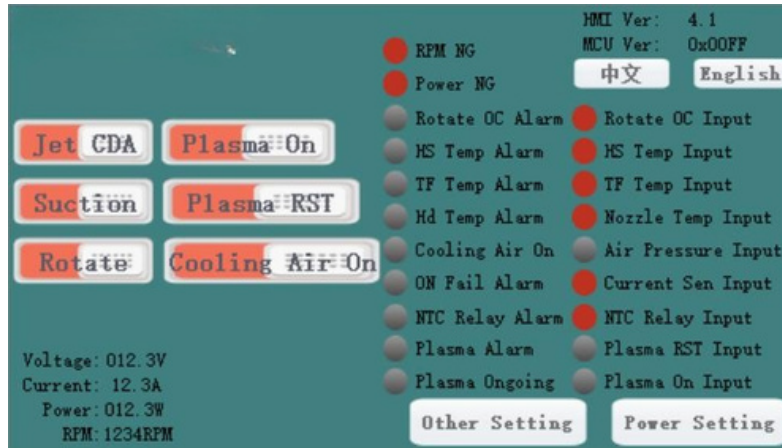 HMI Ver: 4.1
MCU Ver: 0x00FF
中文
English
RPM NG
Power NG
Rotate OC Alarm
Rotate OC Input
Jet CDA
Plasma On
HS Temp Alarm
HS Temp Input
TF Temp Alarm
TF Temp Input
Suction
Plasma RST
Hd Temp Alarm
Nozzle Temp Input
Rotate
Cooling Air On
Cooling Air On
Air Pressure Input
ON Fail Alarm
Current Sen Input
NTC Relay Alarm
NTC Relay Input
Plasma Alarm
Plasma RST Input
Plasma Ongoing
Plasma On Input
Voltage: 012.3V
Current: 12.3A
Power: 012.3W
RPM: 1234RPM
Other Setting
Power Setting